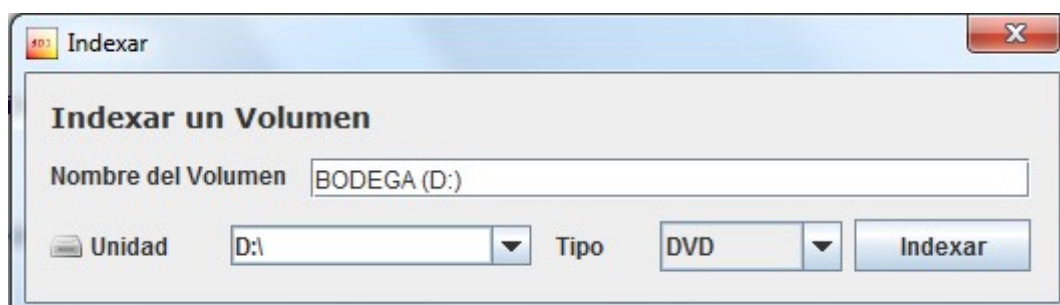 Indexar
Indexar un Volumen
Nombre del Volumen BODEGA (D:)
Unidad D:\ Tipo DVD Indexar